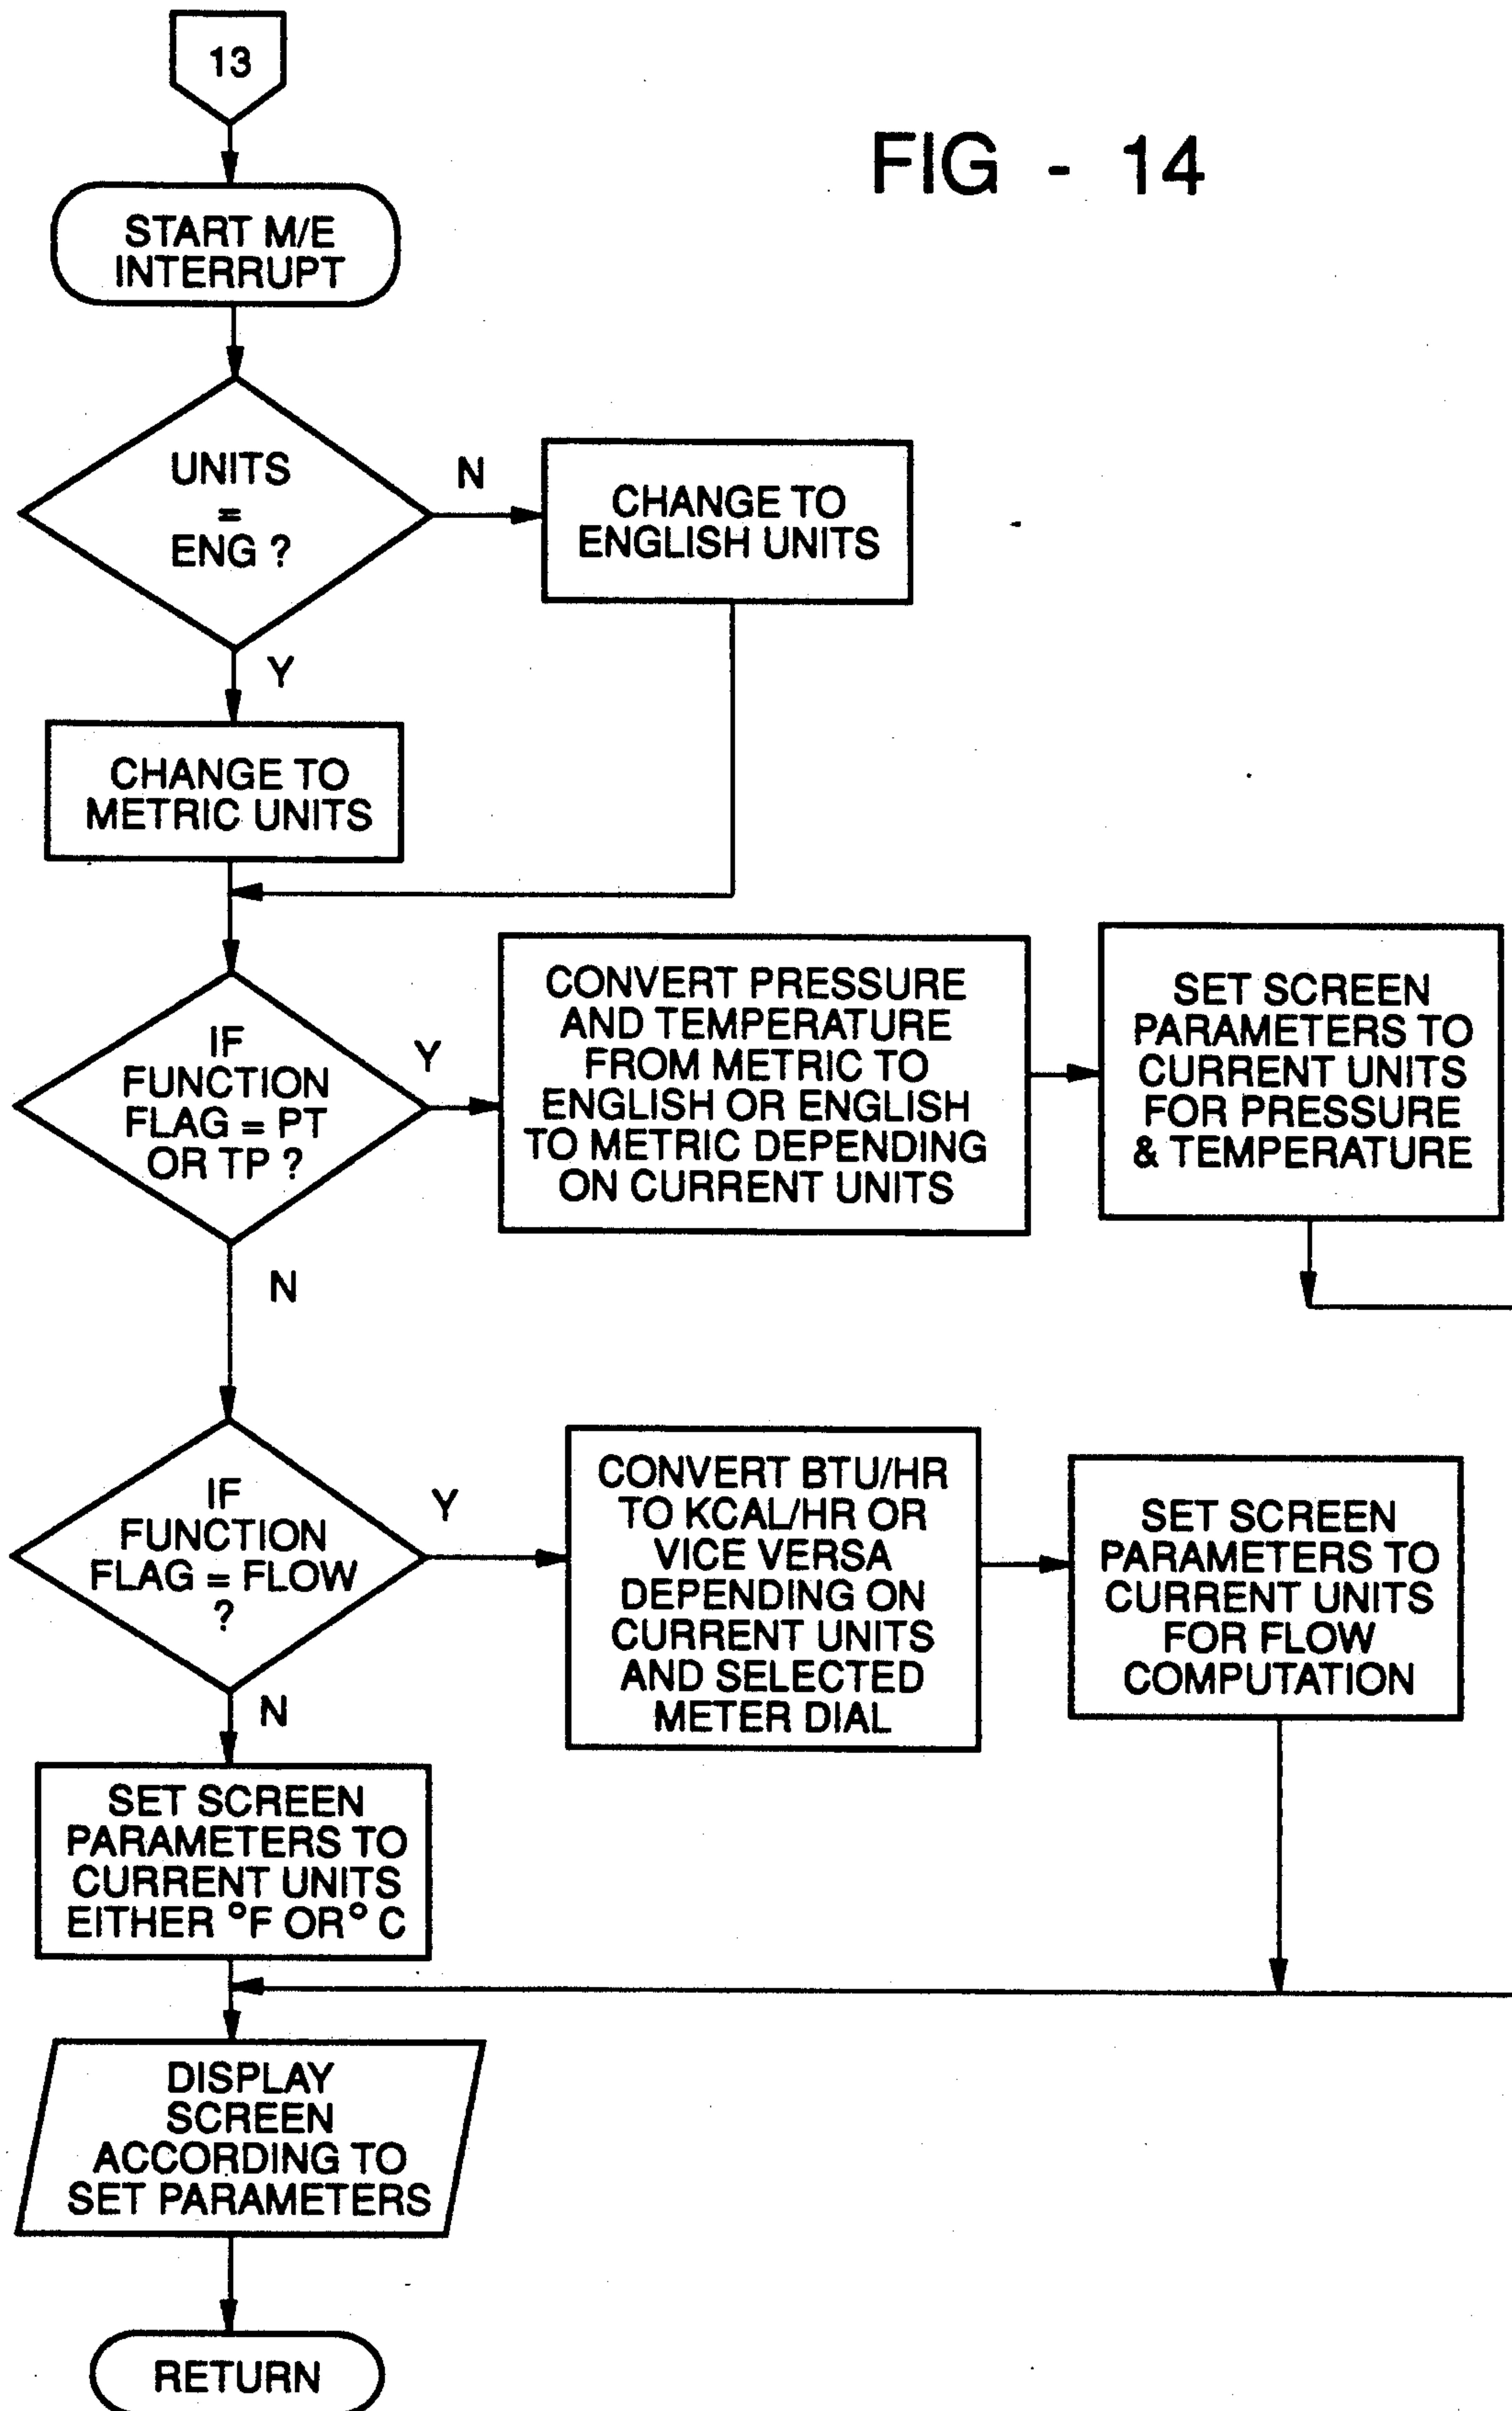 13
FIG - 14
START M/E
INTERRUPT
UNITS
=
ENG ?
N
CHANGE TO
ENGLISH UNITS
Y
CHANGE TO
METRIC UNITS
IF
FUNCTION
FLAG = PT
OR TP ?
Y
CONVERT PRESSURE
AND TEMPERATURE
FROM METRIC TO
ENGLISH OR ENGLISH
TO METRIC DEPENDING
ON CURRENT UNITS
SET SCREEN
PARAMETERS TO
CURRENT UNITS
FOR PRESSURE
& TEMPERATURE
N
IF
FUNCTION
FLAG = FLOW
?
Y
CONVERT BTU/HR
TO KCAL/HR OR
VICE VERSA
DEPENDING ON
CURRENT UNITS
AND SELECTED
METER DIAL
SET SCREEN
PARAMETERS TO
CURRENT UNITS
FOR FLOW
COMPUTATION
N
SET SCREEN
PARAMETERS TO
CURRENT UNITS
EITHER °F OR° C
DISPLAY
SCREEN
ACCORDING TO
SET PARAMETERS
RETURN